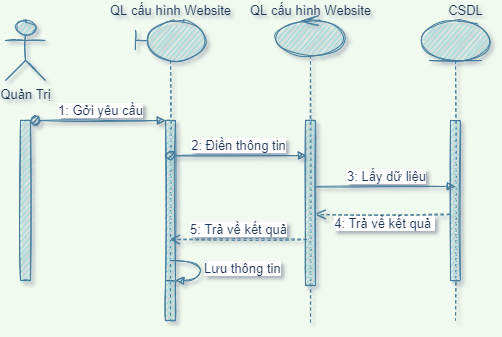 QL cấu hình Website
QL cấu hình Website
CSDL
Quản Trị
1: Gởi yêu cầu
2: Điền thông tin
3: Lấy dữ liệu
4: Trả về kết quả
5: Trả về kết quả
Lưu thông tin